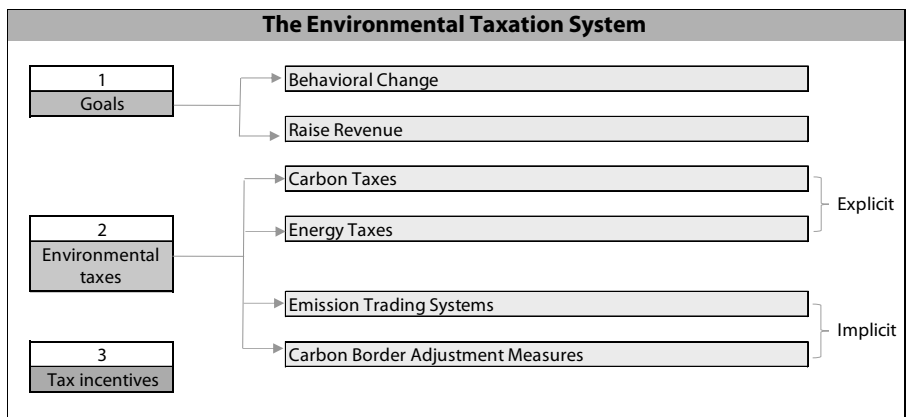 The Environmental Taxation System
1
Goals
Behavioral Change
Raise Revenue
2
Environmental
taxes
Carbon Taxes
Energy Taxes
Explicit
Emission Trading Systems
Carbon Border Adjustment Measures
Implicit
3
Tax incentives